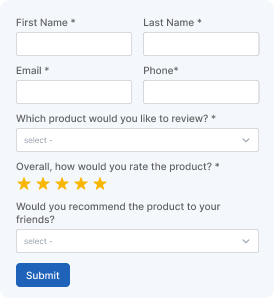 First Name * Last Name *
Email * Phone*
Which product would you like to review? *
select -
Overall, how would you rate the product? *
Would you recommend the product to your
friends?
select -
Submit